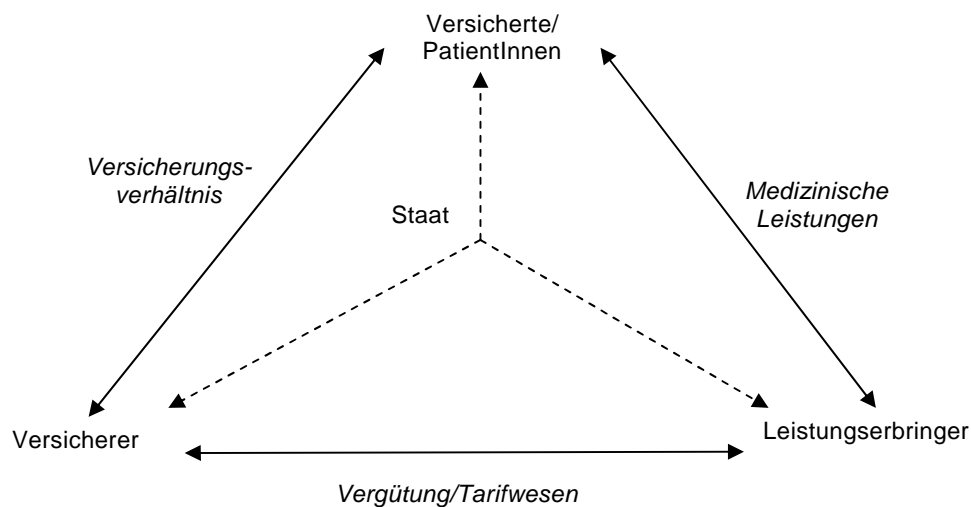 Versicherte/
PatientInnen
Versicherungs-
verhältnis
Medizinische
Leistungen
Staat
Versicherer
Leistungserbringer
Vergütung/Tarifwesen